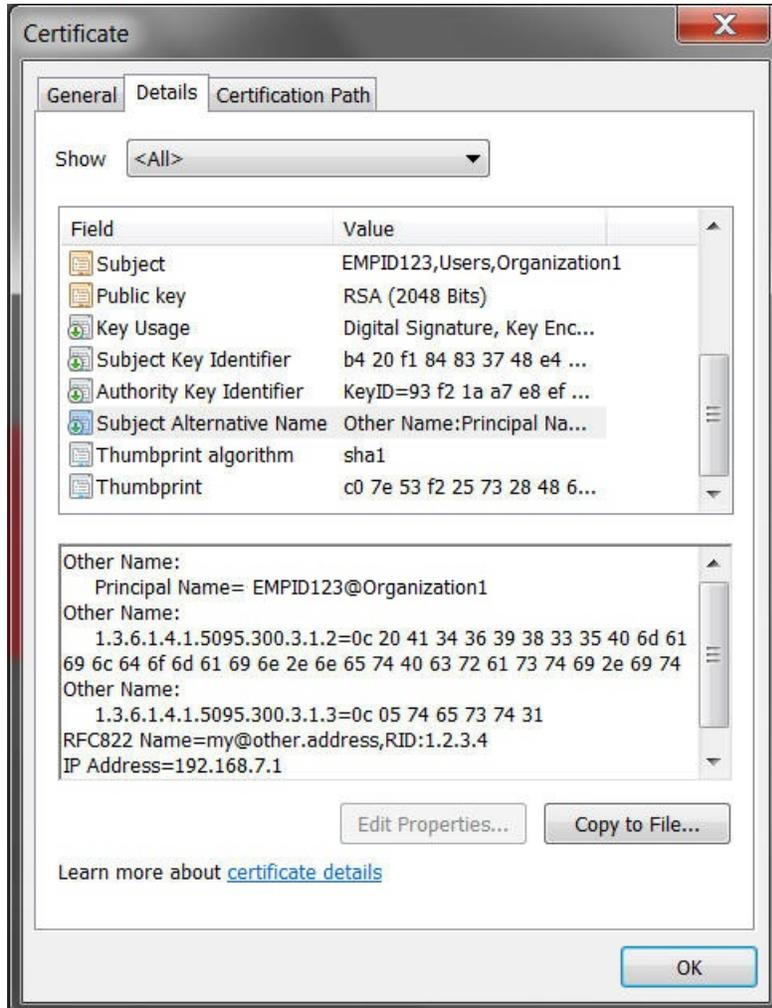 Certificate
General Details Certification Path
Show <All>
Field Value
Subject EMPID123,Users,Organization1
Public key RSA (2048 Bits)
Key Usage Digital Signature, Key Enc...
Subject Key Identifier b4 20 f1 84 83 37 48 e4 ...
Authority Key Identifier KeyID=93 f2 1a a7 e8 ef ...
Subject Alternative Name Other Name:Principal Na...
Thumbprint algorithm sha1
Thumbprint c0 7e 53 f2 25 73 28 48 6...
Other Name:
Principal Name= EMPID123@Organization1
Other Name:
1.3.6.1.4.1.5095.300.3.1.2=0c 20 41 34 36 39 38 33 35 40 6d 61
69 6c 64 6f 6d 61 69 6e 2e 6e 65 74 40 63 72 61 73 74 69 2e 69 74
Other Name:
1.3.6.1.4.1.5095.300.3.1.3=0c 05 74 65 73 74 31
RFC822 Name=my@other.address,RID:1.2.3.4
IP Address=192.168.7.1
Edit Properties... Copy to File...
Learn more about certificate details
OK